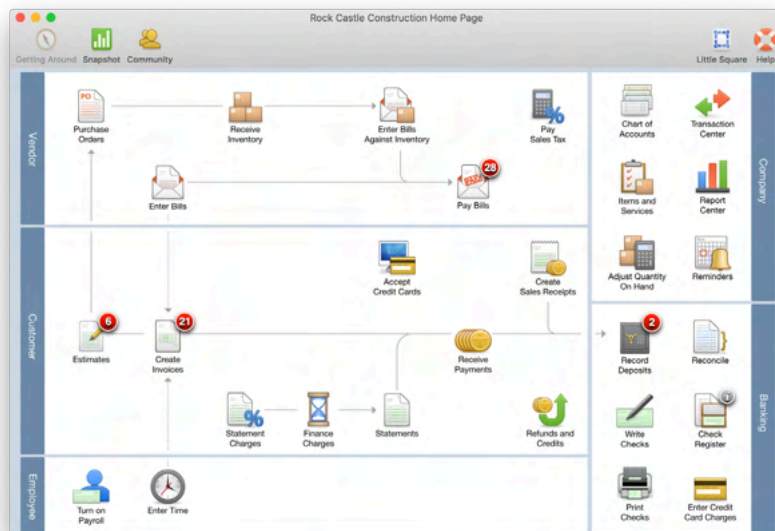 Rock Castle Construction Home Page
Getting Around
Snapshot
Community
Little Square
Help
Vendor
PO
Purchase
Orders
Receive
Inventory
Enter Bills
Against Inventory
Pay
Sales Tax
Enter Bills
28
Pay Bills
Customer
Accept
Credit Cards
Create
Sales Receipts
6
Estimates
21
Create
Invoices
Receive
Payments
Statement
Charges
Finance
Charges
Statements
Refunds and
Credits
Employee
Turn on
Payroll
Enter Time
Company
Chart of
Accounts
Transaction
Center
Items and
Services
Report
Center
Adjust Quantity
On Hand
Reminders
Banking
2
Record
Deposits
Reconcile
Write
Checks
1
Check
Register
Print
Checks
Enter Credit
Card Charges